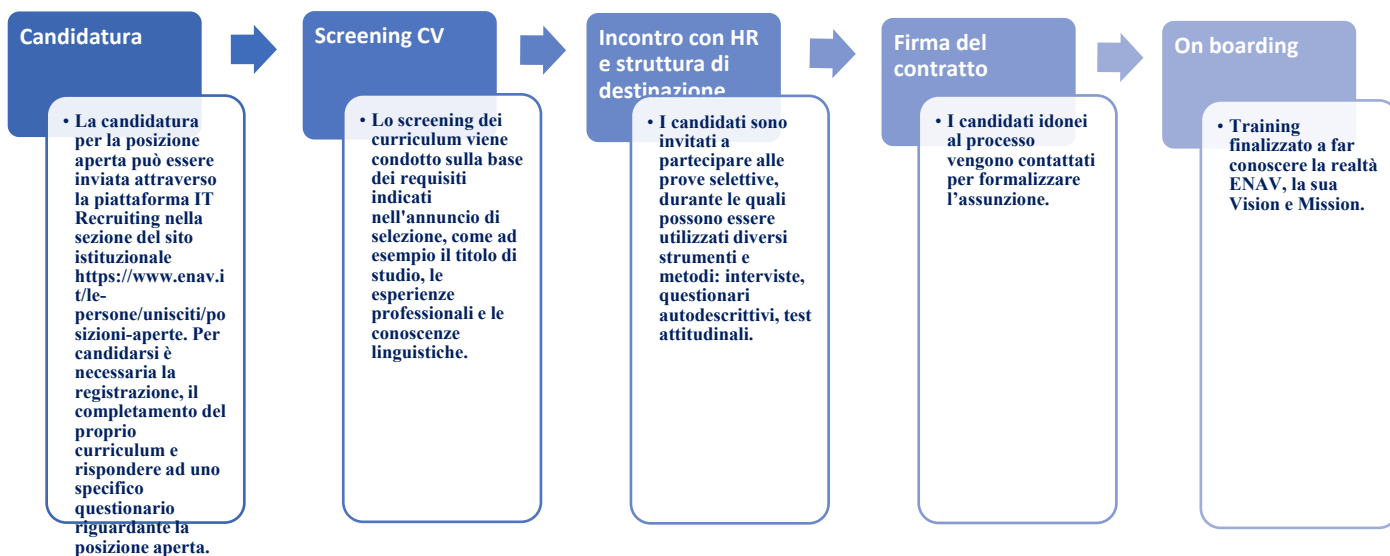 Candidatura
• La candidatura
per la posizione
aperta può essere
inviata attraverso
la piattaforma IT
Recruiting nella
sezione del sito
istituzionale
https://www.enav.i
t/le-
persone/unisciti/po
sizioni-aperte. Per
candidarsi è
necessaria la
registrazione, il
completamento del
proprio
curriculum e
rispondere ad uno
specifico
questionario
riguardante la
posizione aperta.
Screening CV
• Lo screening dei
curriculum viene
condotto sulla base
dei requisiti
indicati
nell'annuncio di
selezione, come ad
esempio il titolo di
studio, le
esperienze
professionali e le
conoscenze
linguistiche.
Incontro con HR
e struttura di
destinazione
• I candidati sono
invitati a
partecipare alle
prove selettive,
durante le quali
possono essere
utilizzati diversi
strumenti e
metodi: interviste,
questionari
autodescrittivi, test
attitudinali.
Firma del
contratto
• I candidati idonei
al processo
vengono contattati
per formalizzare
l’assunzione.
On boarding
• Training
finalizzato a far
conoscere la realtà
ENAV, la sua
Vision e Mission.